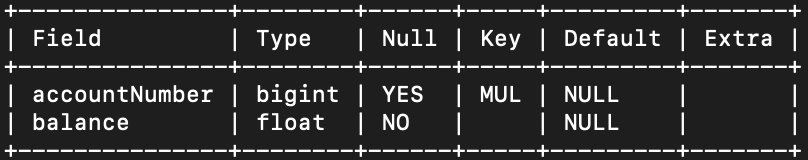 +---------------+--------+------+-----+---------+-------+
| Field         | Type   | Null | Key | Default | Extra |
+---------------+--------+------+-----+---------+-------+
| accountNumber | bigint | YES  | MUL | NULL    |       |
| balance       | float  | NO   |     | NULL    |       |
+---------------+--------+------+-----+---------+-------+